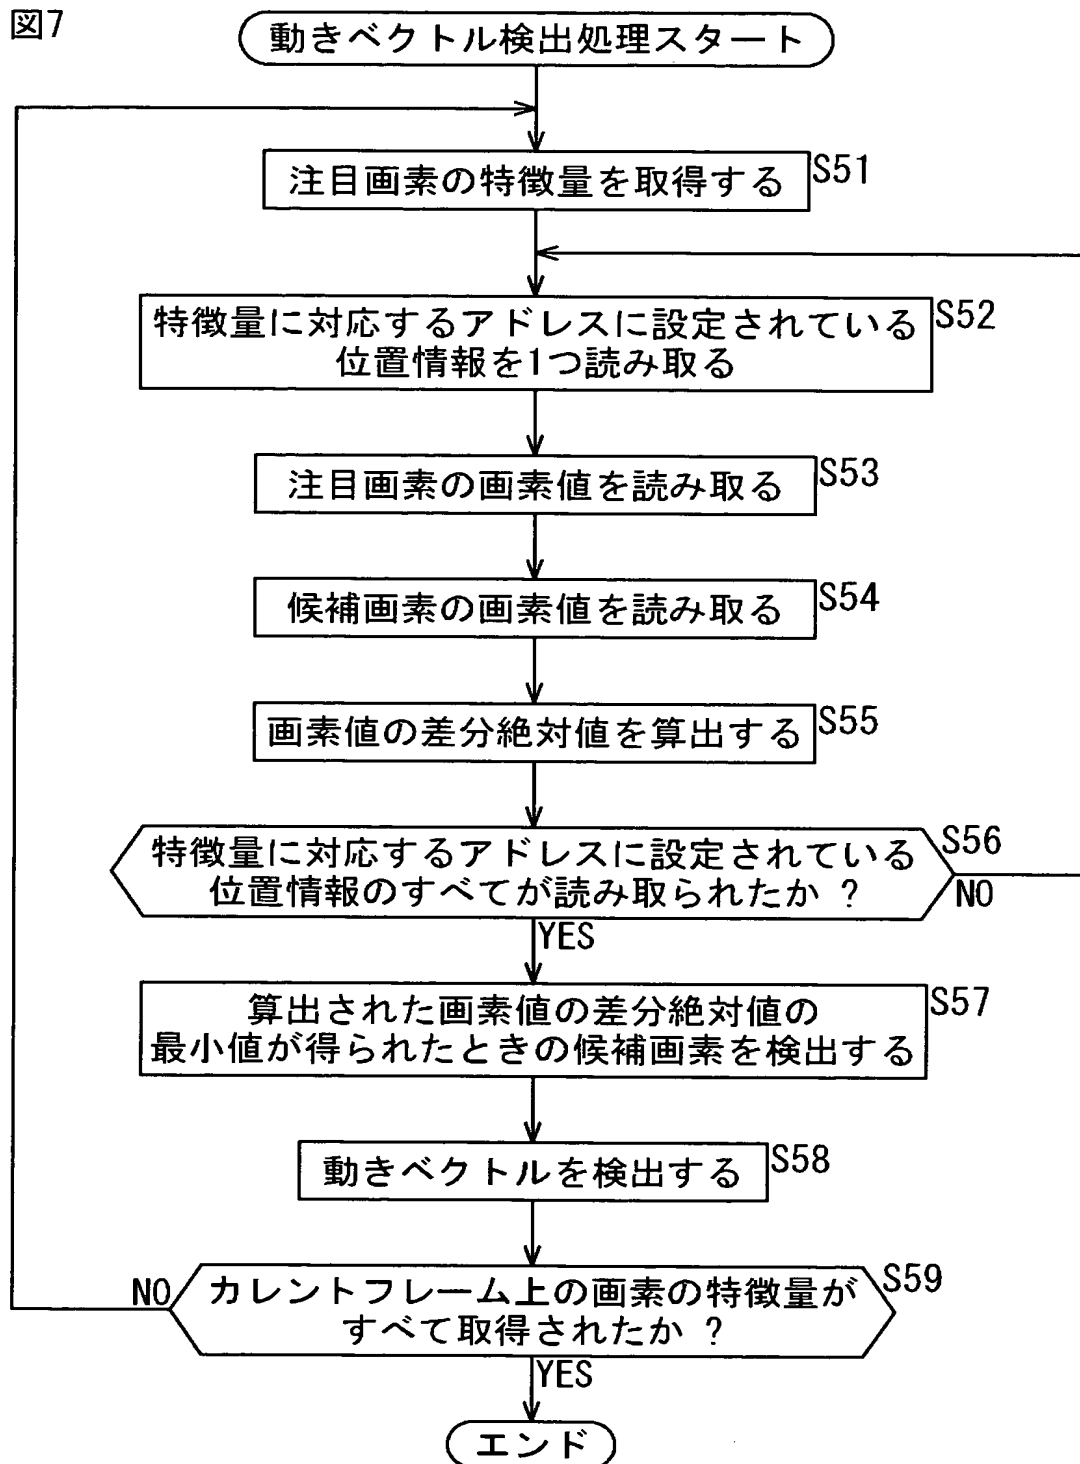 図7
動きベクトル検出処理スタート
注目画素の特徴量を取得する
S51
特徴量に対応するアドレスに設定されている
位置情報を1つ読み取る
S52
注目画素の画素値を読み取る
S53
候補画素の画素値を読み取る
S54
画素値の差分絶対値を算出する
S55
特徴量に対応するアドレスに設定されている
位置情報のすべてが読み取られたか ?
S56
NO
YES
算出された画素値の差分絶対値の
最小値が得られたときの候補画素を検出する
S57
動きベクトルを検出する
S58
NO
カレントフレーム上の画素の特徴量が
すべて取得されたか ?
S59
YES
エンド